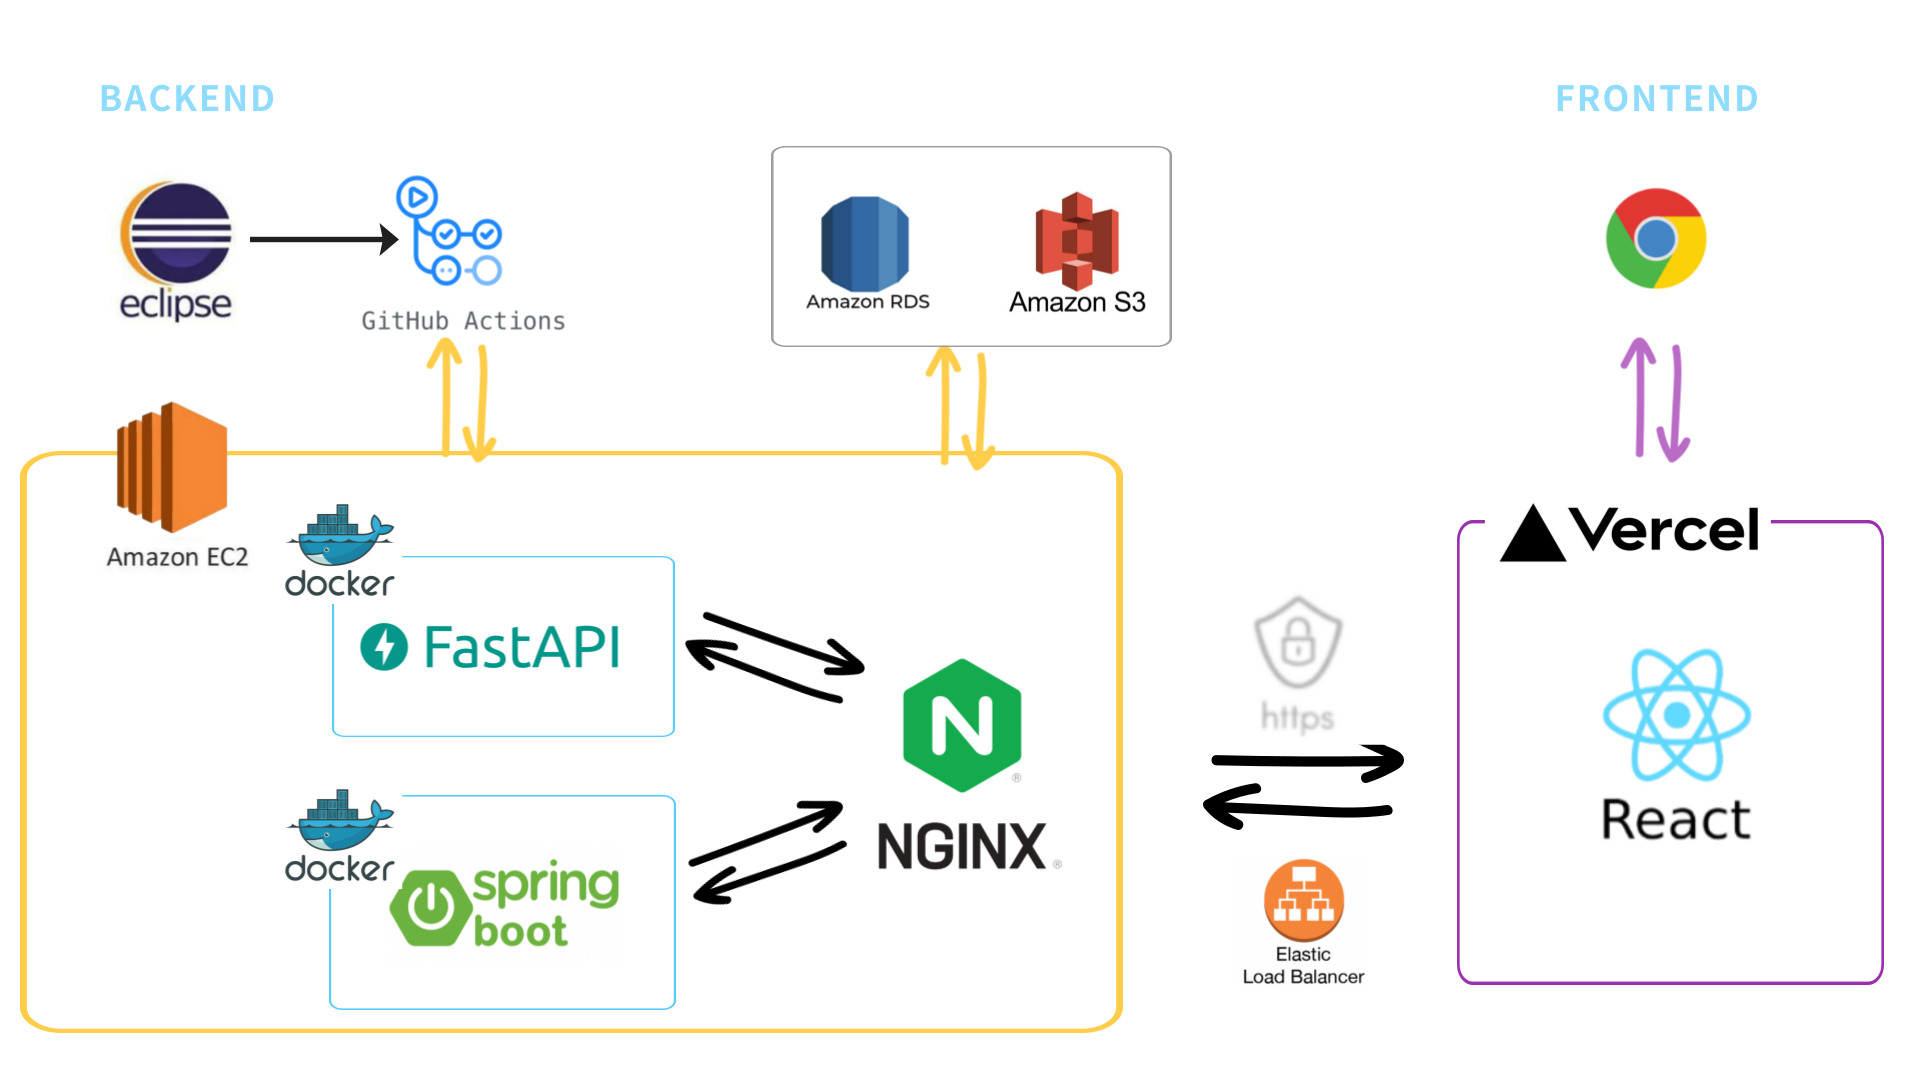 BACKEND
FRONTEND
eclipse
GitHub Actions
Amazon RDS
Amazon S3
Amazon EC2
docker
FastAPI
docker
spring
boot
NGINX
https
Elastic
Load Balancer
Vercel
React